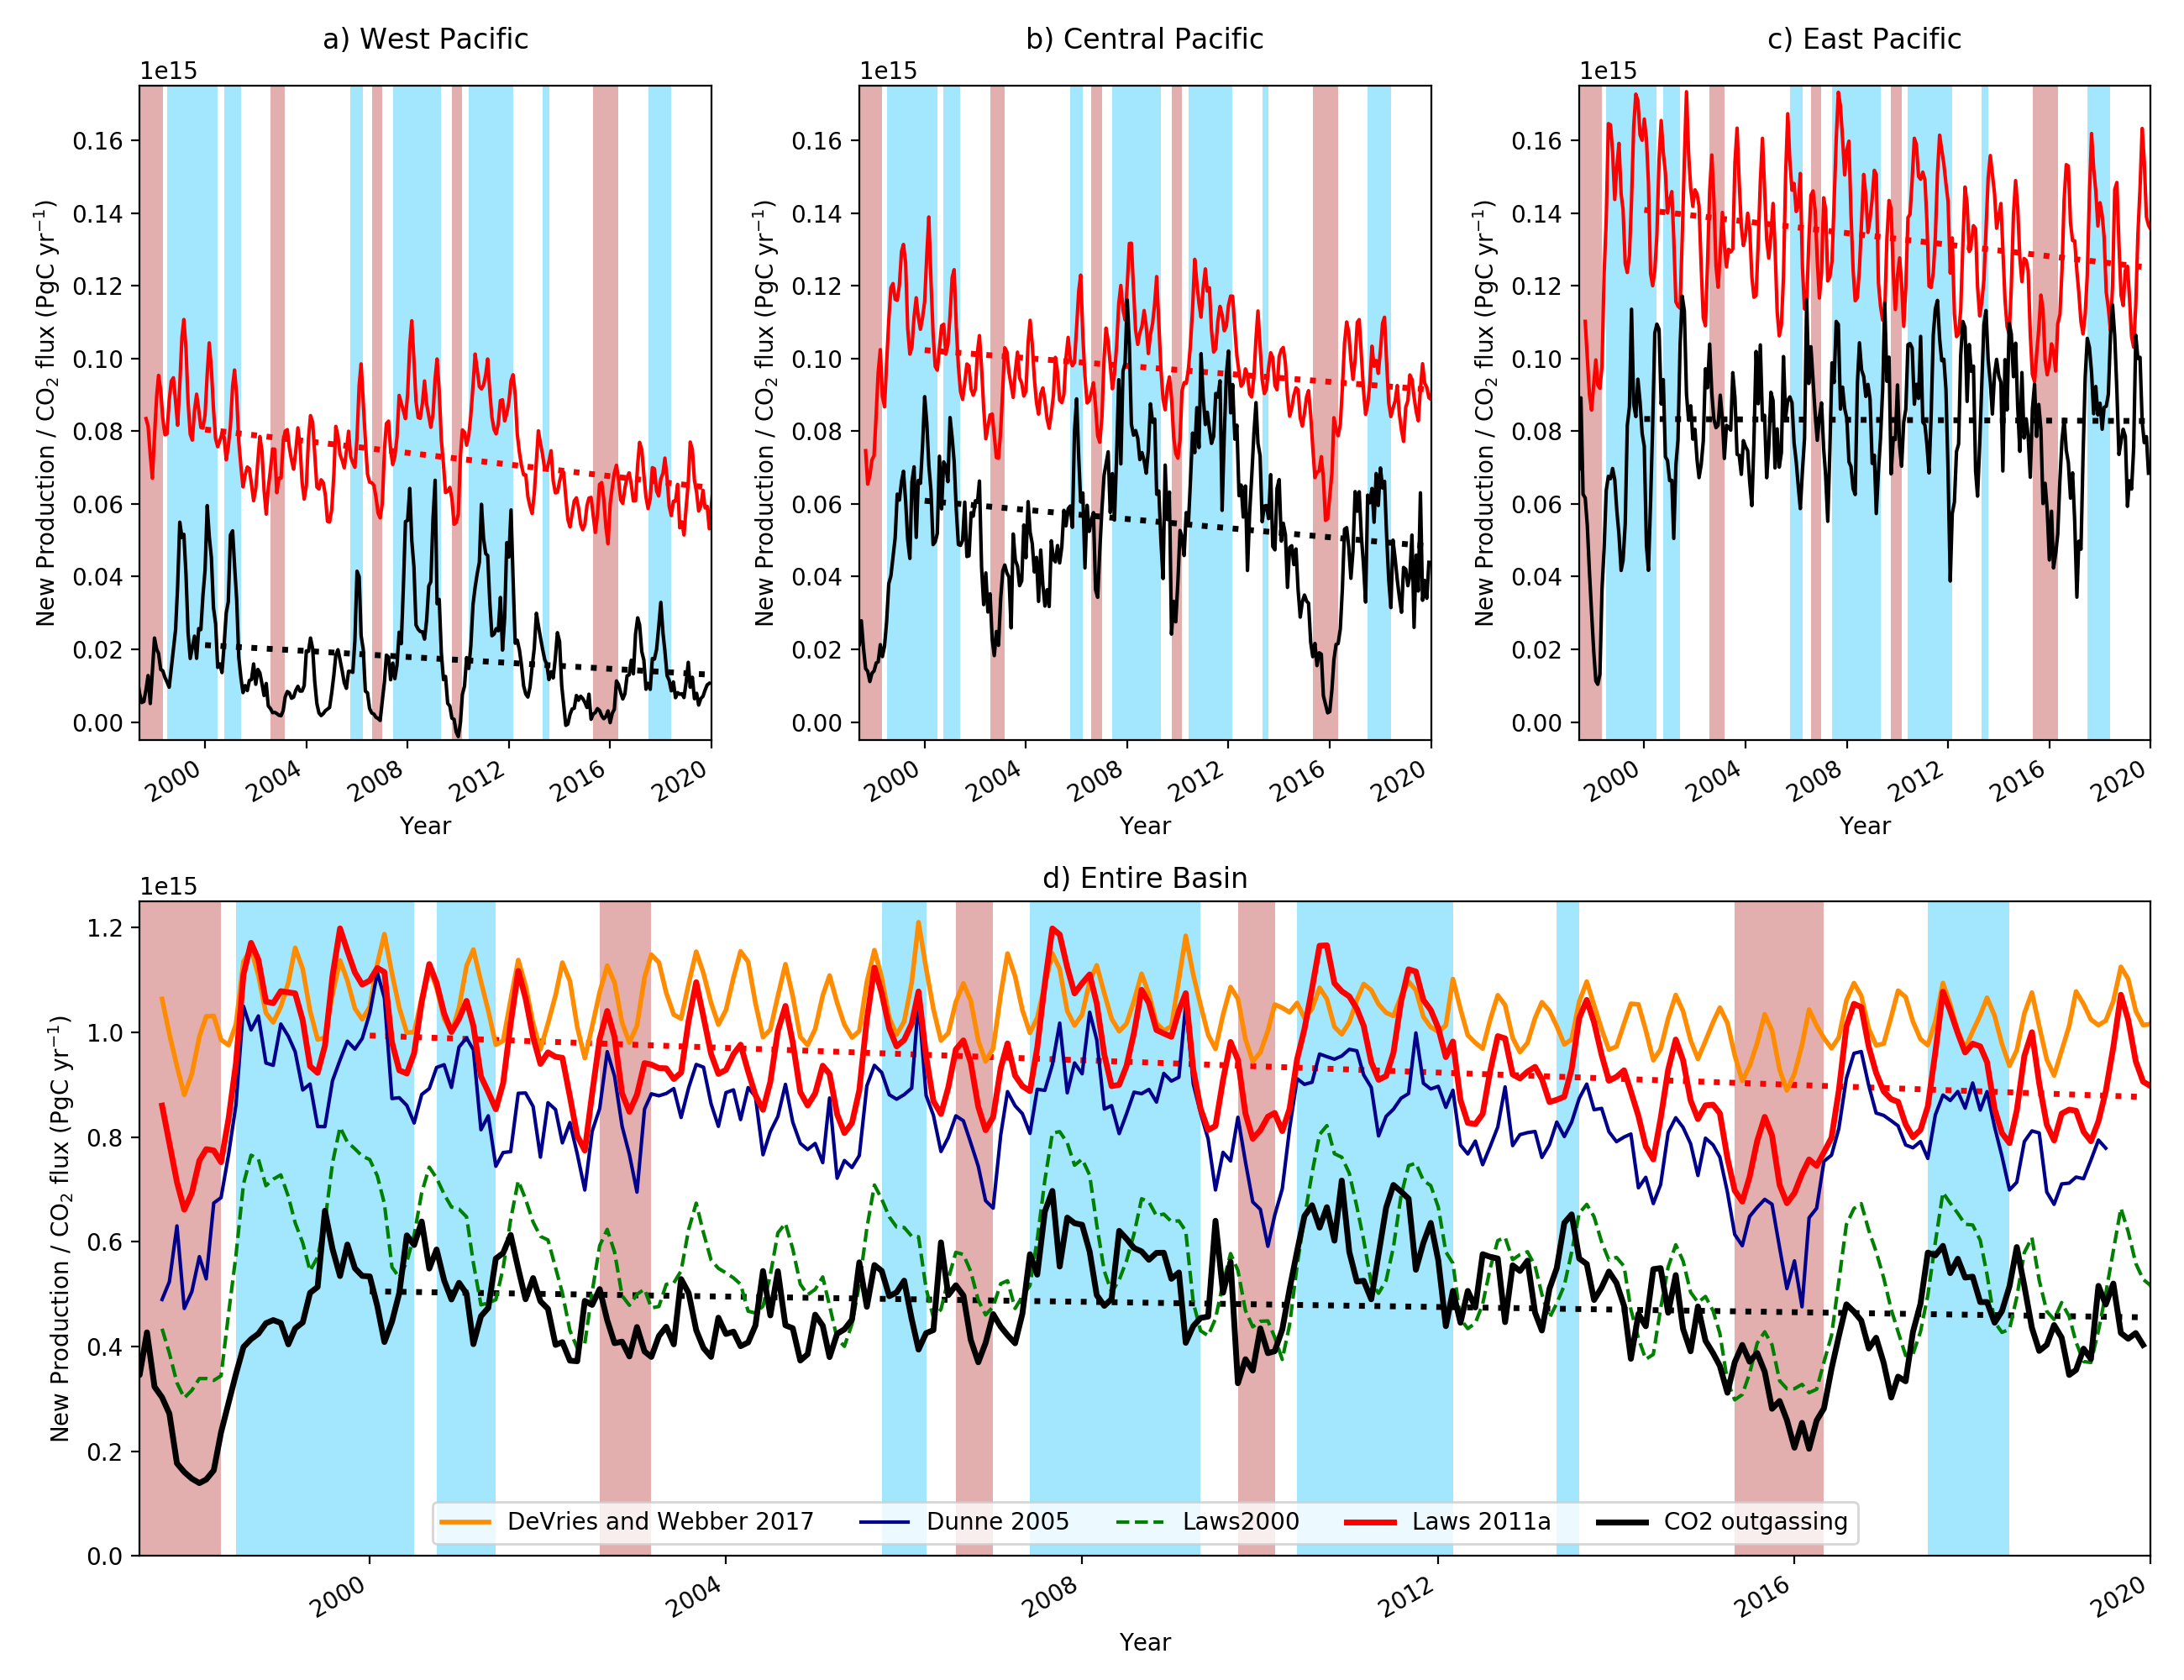 a) West Pacific
b) Central Pacific
c) East Pacific
1e15
1e15
1e15
0.16
0.14
0.12
0.10
0.08
0.06
0.04
0.02
0.00
New Production / CO₂ flux (PgC yr⁻¹)
2000
2004
2008
2012
2016
2020
Year
0.16
0.14
0.12
0.10
0.08
0.06
0.04
0.02
0.00
New Production / CO₂ flux (PgC yr⁻¹)
2000
2004
2008
2012
2016
2020
Year
0.16
0.14
0.12
0.10
0.08
0.06
0.04
0.02
0.00
New Production / CO₂ flux (PgC yr⁻¹)
2000
2004
2008
2012
2016
2020
Year
d) Entire Basin
1e15
1.2
1.0
0.8
0.6
0.4
0.2
0.0
New Production / CO₂ flux (PgC yr⁻¹)
DeVries and Webber 2017
Dunne 2005
Laws2000
Laws 2011a
CO2 outgassing
2000
2004
2008
2012
2016
2020
Year